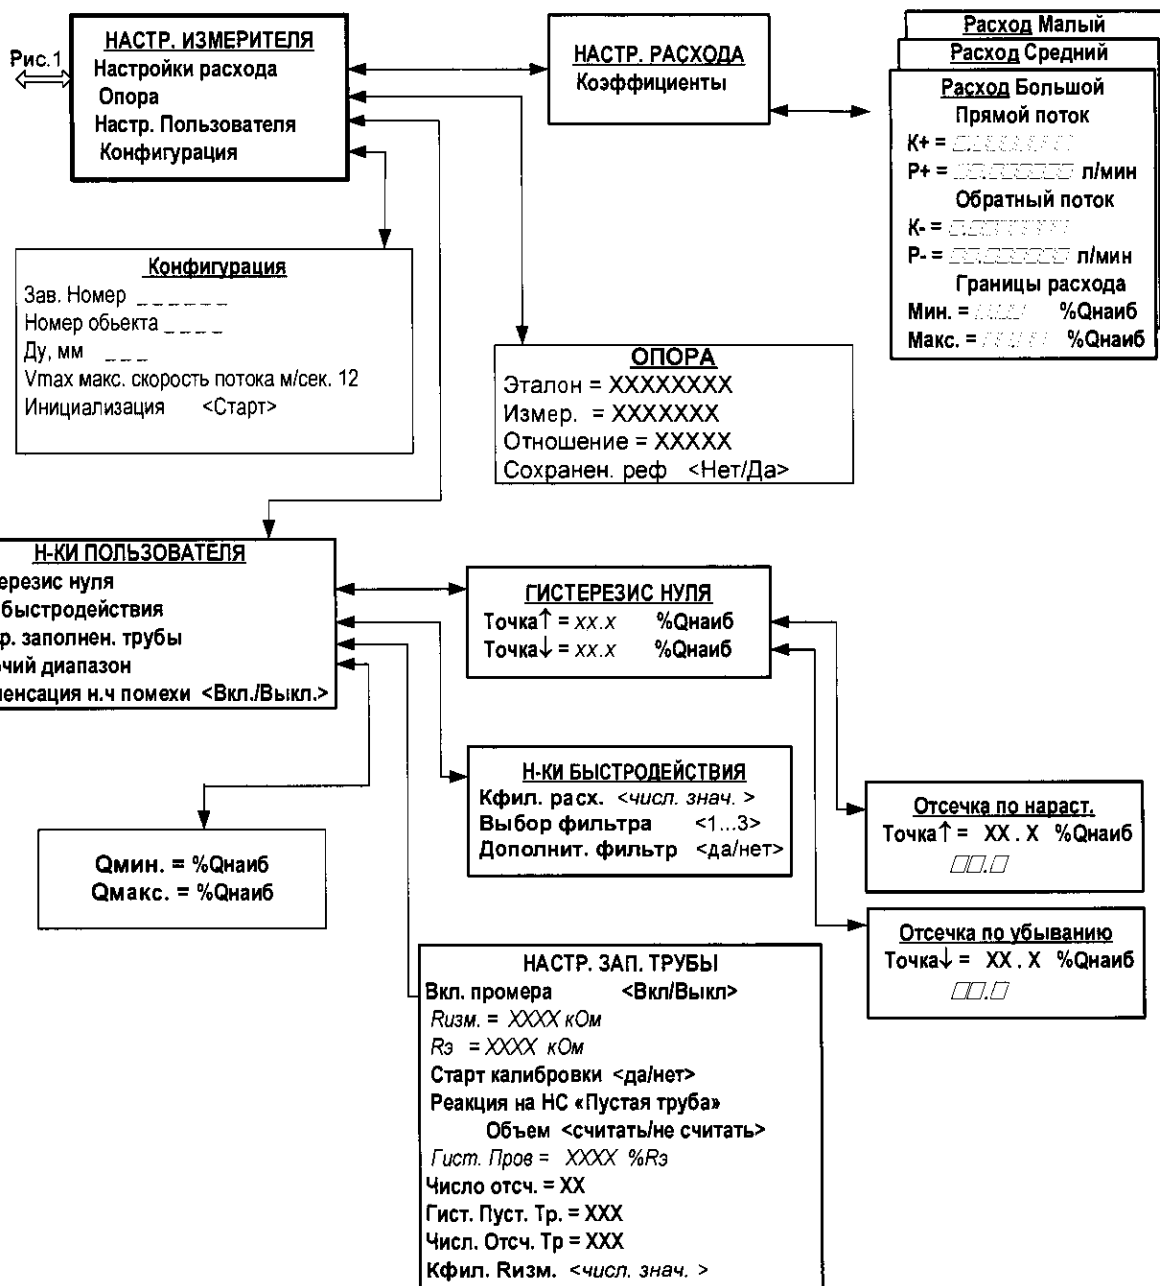 Рис.1
НАСТР. ИЗМЕРИТЕЛЯ
Настройки расхода
Опора
Настр. Пользователя
Конфигурация
НАСТР. РАСХОДА
Коэффициенты
Расход Малый
Расход Средний
Расход Большой
Прямой поток
К+ =
Р+ = л/мин
Обратный поток
К- =
Р- = л/мин
Границы расхода
Мин. = %Qнаиб
Макс. = %Qнаиб
Конфигурация
Зав. Номер _ _ _ _ _ _
Номер обьекта _ _ _ _
Ду, мм _ _ _
Vmax макс. скорость потока м/сек. 12
Инициализация <Старт>
ОПОРА
Эталон = XXXXXXXX
Измер. = XXXXXXX
Отношение = XXXXX
Сохранен. реф <Нет/Да>
Н-КИ ПОЛЬЗОВАТЕЛЯ
ерезис нуля
быстродействия
р. заполнен. трубы
чий диапазон
енсация н.ч помехи <Вкл./Выкл.>
ГИСТЕРЕЗИС НУЛЯ
Точка↑ = xx.x %Qнаиб
Точка↓ = xx.x %Qнаиб
Н-КИ БЫСТРОДЕЙСТВИЯ
Кфил. расх. <числ. знач. >
Выбор фильтра <1...3>
Дополнит. фильтр <да/нет>
Qмин. = %Qнаиб
Qмакс. = %Qнаиб
Отсечка по нараст.
Точка↑ = XX . X %Qнаиб
Отсечка по убыванию
Точка↓ = XX . X %Qнаиб
НАСТР. ЗАП. ТРУБЫ
Вкл. промера <Вкл/Выкл>
Rизм. = XXXX кОм
Rэ = XXXX кОм
Старт калибровки <да/нет>
Реакция на НС «Пустая труба»
Объем <считать/не считать>
Гист. Пров = XXXX %Rэ
Число отсч. = XX
Гист. Пуст. Тр. = XXX
Числ. Отсч. Тр = XXX
Кфил. Rизм. <числ. знач. >